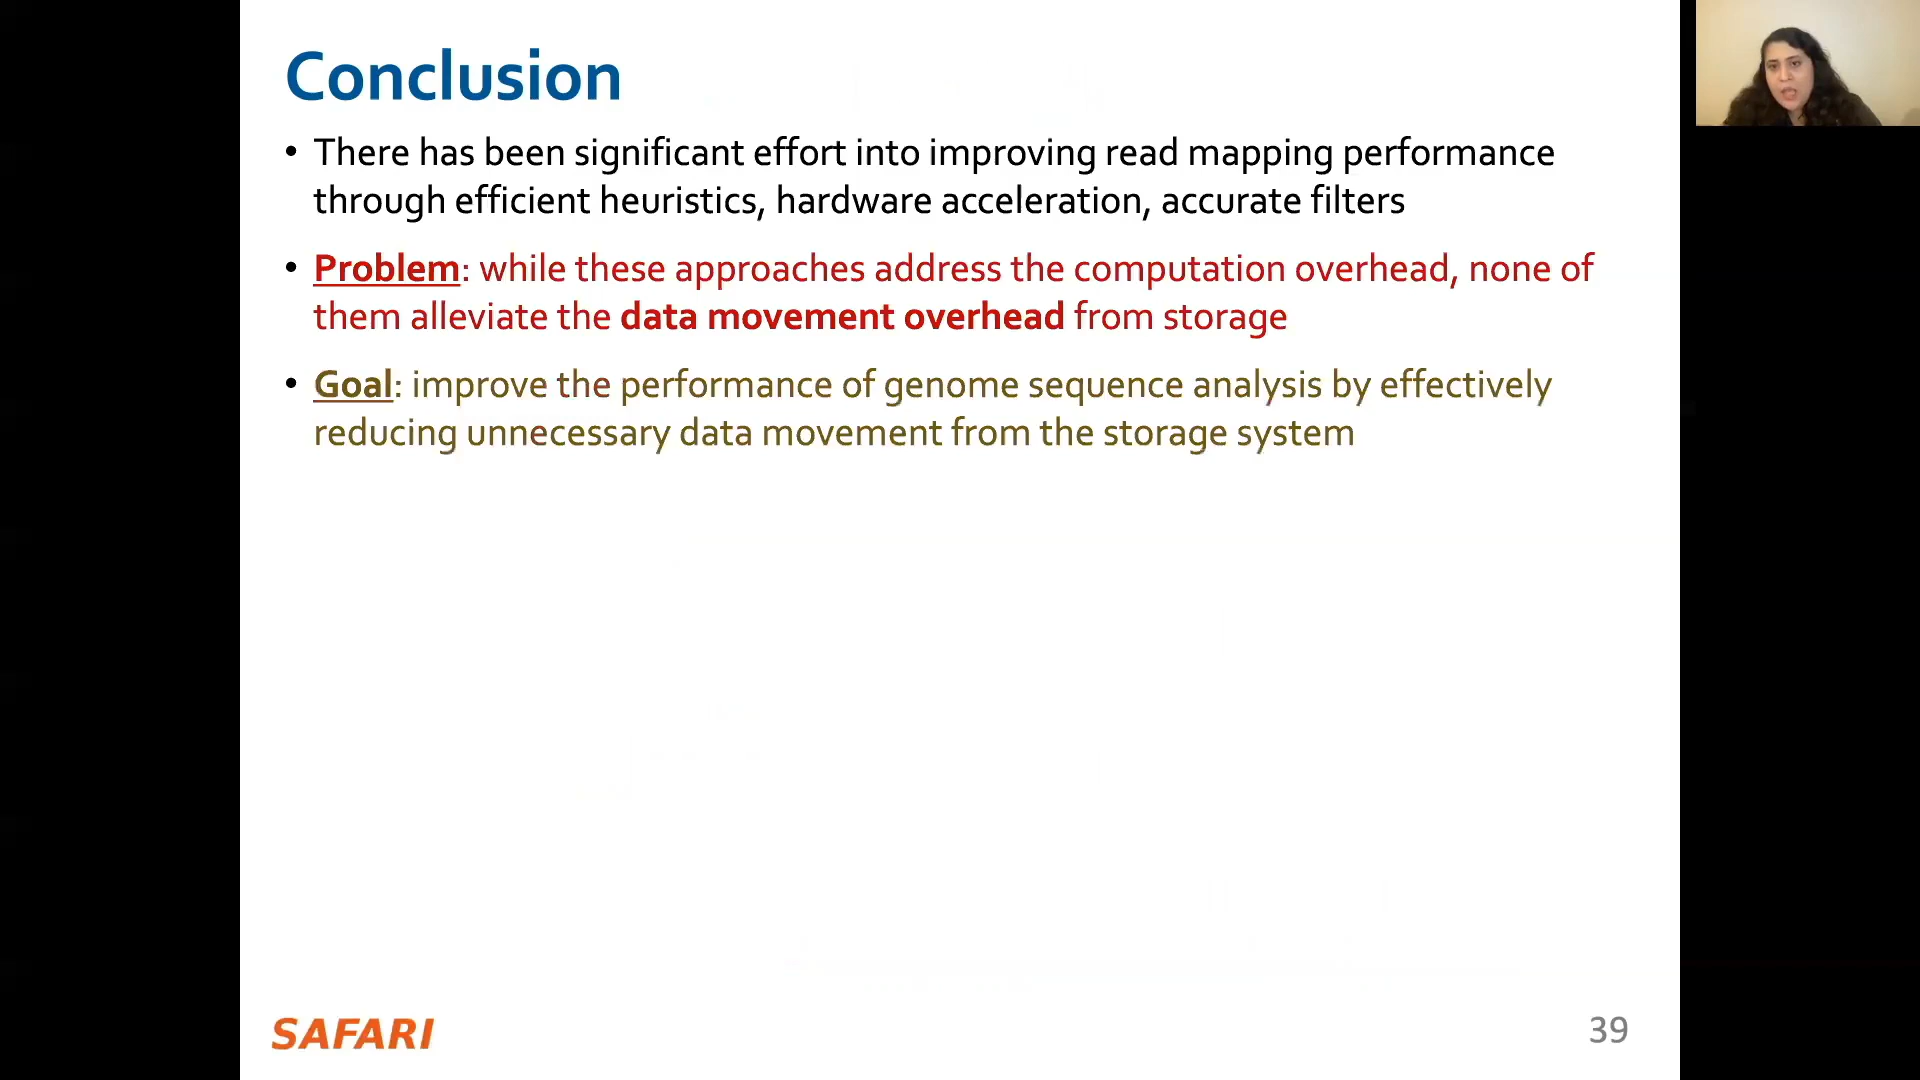 Conclusion
• There has been significant effort into improving read mapping performance
through efficient heuristics, hardware acceleration, accurate filters
• Problem: while these approaches address the computation overhead, none of
them alleviate the data movement overhead from storage
• Goal: improve the performance of genome sequence analysis by effectively
reducing unnecessary data movement from the storage system
SAFARI
39